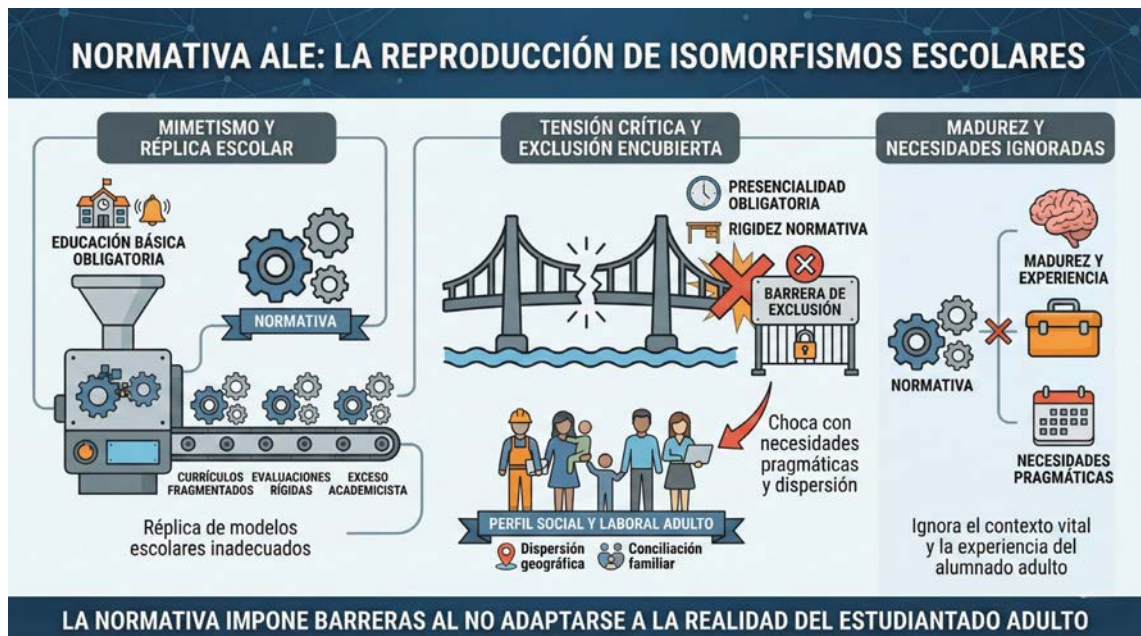 NORMATIVA ALE: LA REPRODUCCIÓN DE ISOMORFISMOS ESCOLARES
MIMETISMO Y
RÉPLICA ESCOLAR
EDUCACIÓN BÁSICA
OBLIGATORIA
NORMATIVA
CURRÍCULOS
FRAGMENTADOS
EVALUACIONES
RÍGIDAS
EXCESO
ACADEMICISTA
Réplica de modelos
escolares inadecuados
TENSIÓN CRÍTICA Y
EXCLUSIÓN ENCUBIERTA
PRESENCIALIDAD
OBLIGATORIA
RIGIDEZ NORMATIVA
BARRERA DE
EXCLUSIÓN
Choca con
necesidades
pragmáticas
y dispersión
PERFIL SOCIAL Y LABORAL ADULTO
Dispersión
geográfica
Conciliación
familiar
MADUREZ Y
NECESIDADES IGNORADAS
MADUREZ Y
EXPERIENCIA
NORMATIVA
NECESIDADES
PRAGMÁTICAS
Ignora el contexto vital
y la experiencia del
alumnado adulto
LA NORMATIVA IMPONE BARRERAS AL NO ADAPTARSE A LA REALIDAD DEL ESTUDIANTADO ADULTO